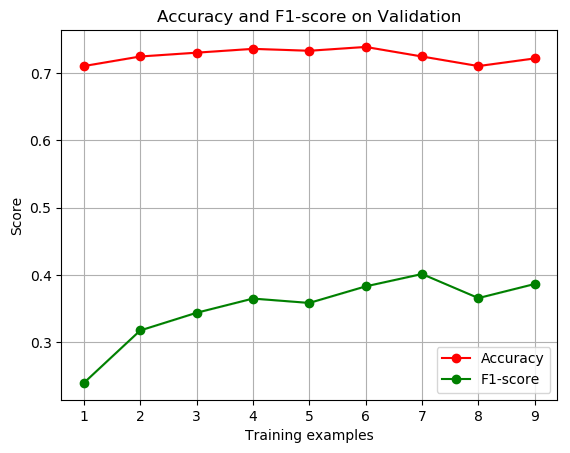 Accuracy and F1-score on Validation
Score
0.7
0.6
0.5
0.4
0.3
Accuracy
F1-score
1 2 3 4 5 6 7 8 9
Training examples